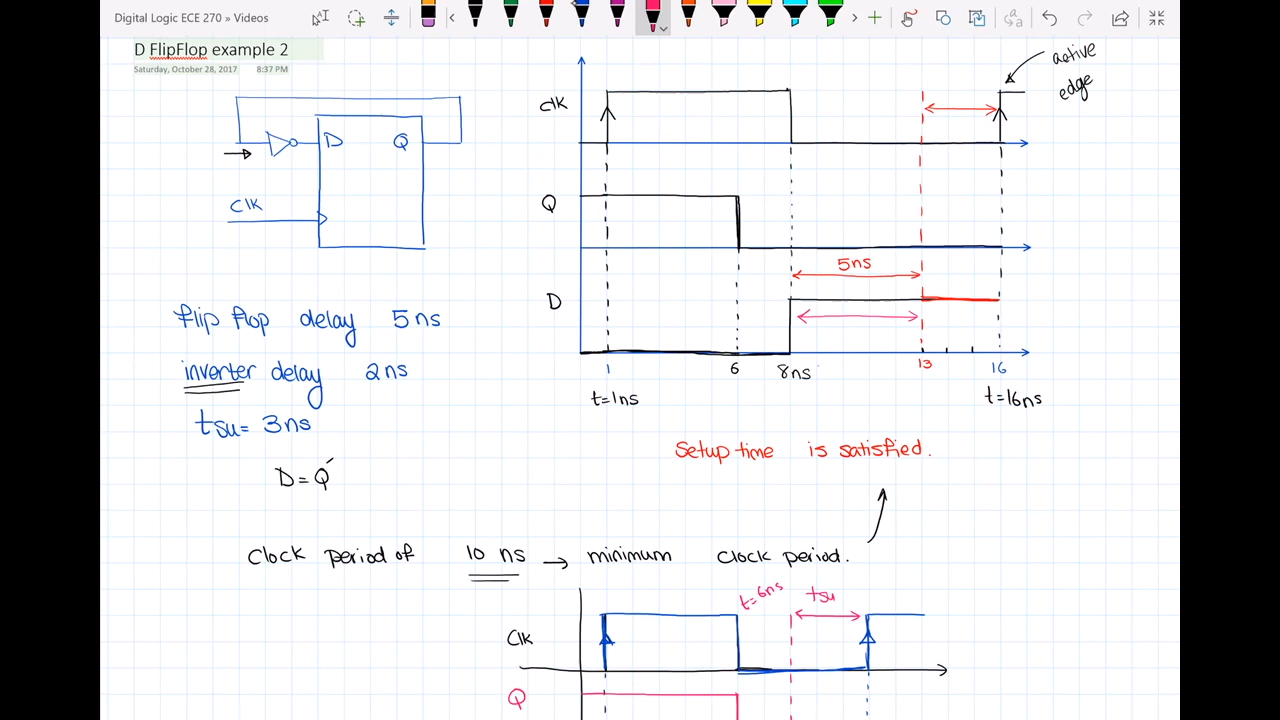 Digital Logic ECE 270 » Videos
D FlipFlop example 2
Saturday, October 28, 2017 8:37 PM
D Q
Clk
flip flop delay 5ns
inverter delay 2ns
tsu = 3ns
D = Q'
active
edge
Clk
Q
5ns
D
1 6 8ns 13 16
t=1ns t=16ns
Setup time is satisfied.
Clock period of 10 ns → minimum clock period.
t=6ns tsu
Clk
Q